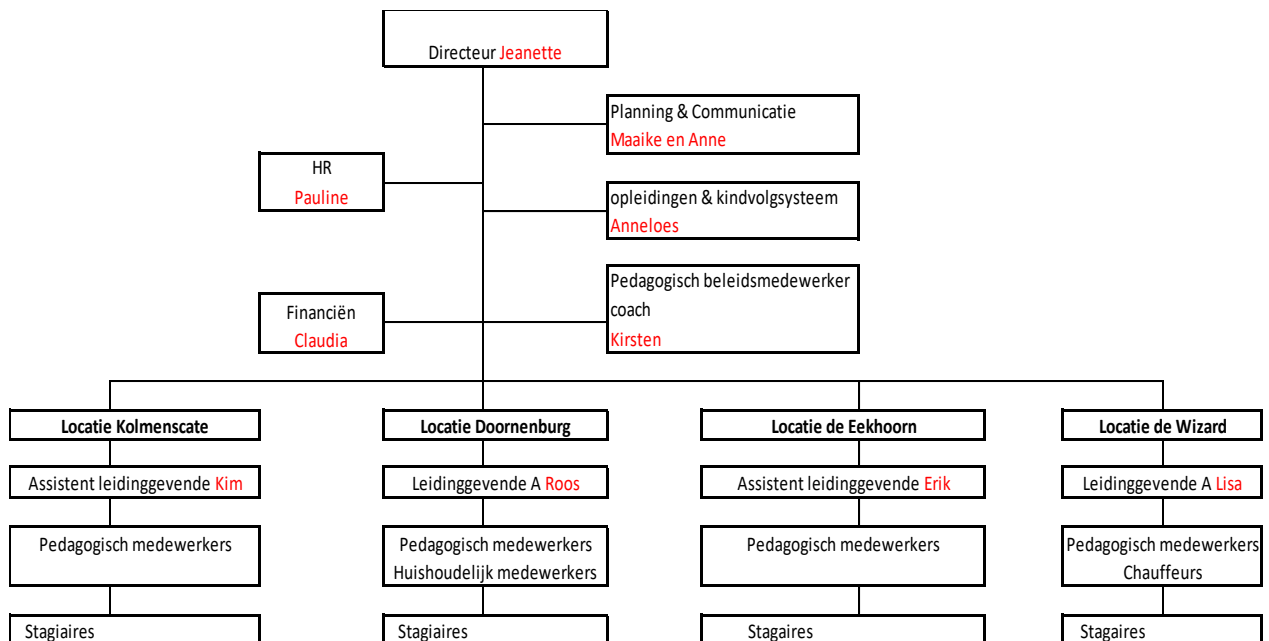 Directeur Jeanette
Planning & Communicatie
Maaike en Anne
HR
Pauline
opleidingen & kindvolgsysteem
Anneloes
Pedagogisch beleidsmedewerker
coach
Kirsten
Financiën
Claudia
Locatie Kolmenscate
Locatie Doornenburg
Locatie de Eekhoorn
Locatie de Wizard
Assistent leidinggevende Kim
Leidinggevende A Roos
Assistent leidinggevende Erik
Leidinggevende A Lisa
Pedagogisch medewerkers
Pedagogisch medewerkers
Huishoudelijk medewerkers
Pedagogisch medewerkers
Pedagogisch medewerkers
Chauffeurs
Stagiaires
Stagiaires
Stagaires
Stagaires